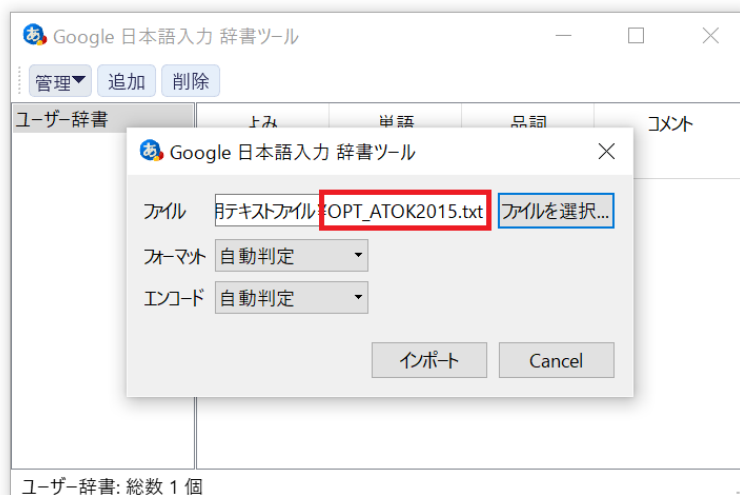 Google 日本語入力 辞書ツール
管理 追加 削除
ユーザー辞書 よみ 単語 品詞 コメント
Google 日本語入力 辞書ツール
ファイル 用テキストファイル¥OPT_ATOK2015.txt ファイルを選択...
フォーマット 自動判定
エンコード 自動判定
インポート Cancel
ユーザー辞書: 総数 1 個